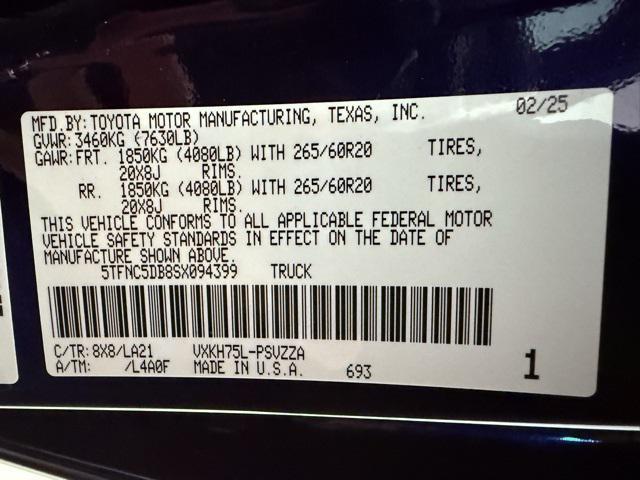 MFD.BY:TOYOTA MOTOR MANUFACTURING, TEXAS, INC. 02/25
GVWR:3460KG (7630LB)
GAWR:FRT. 1850KG (4080LB) WITH 265/60R20 TIRES,
20X8J RIMS.
RR. 1850KG (4080LB) WITH 265/60R20 TIRES,
20X8J RIMS.
THIS VEHICLE CONFORMS TO ALL APPLICABLE FEDERAL MOTOR
VEHICLE SAFETY STANDARDS IN EFFECT ON THE DATE OF
MANUFACTURE SHOWN ABOVE.
5TFNC5DB8SX094399 TRUCK
C/TR:8X8/LA21 VXKH75L-PSVZZA
A/TM: /L4A0F MADE IN U.S.A. 693 1